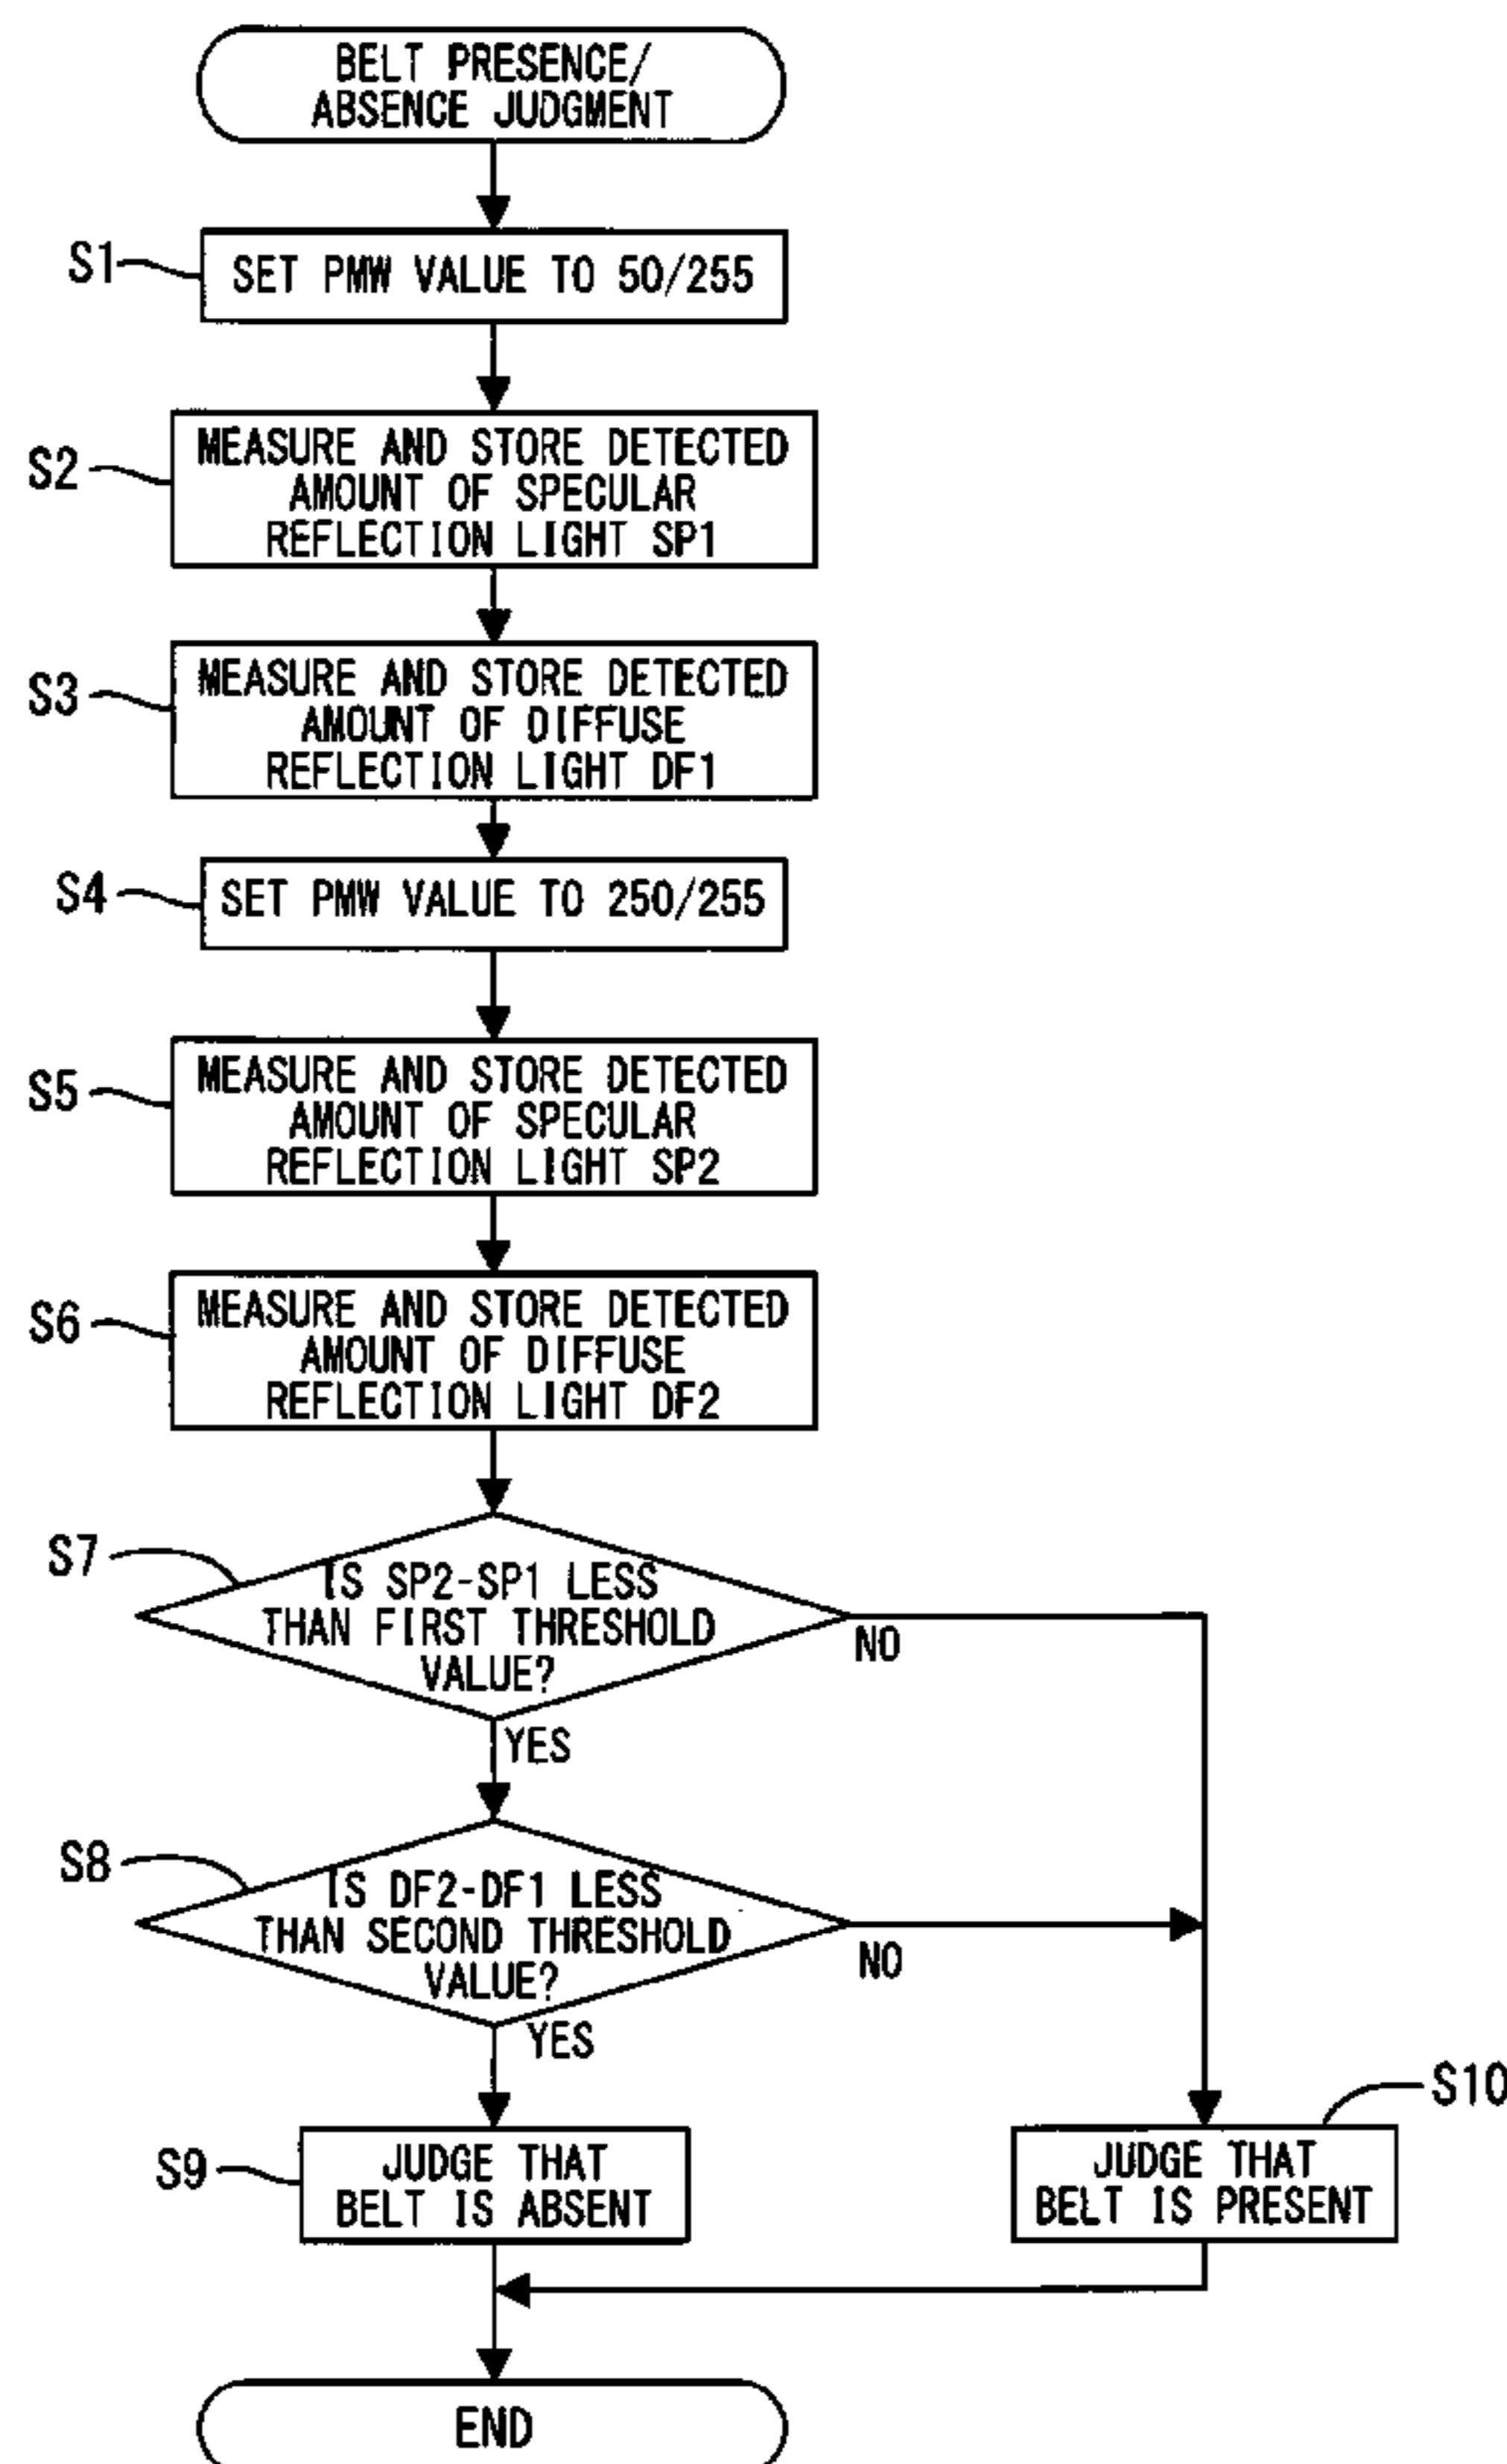 BELT PRESENCE/
ABSENCE JUDGMENT
S1
SET PMW VALUE TO 50/255
S2
MEASURE AND STORE DETECTED
AMOUNT OF SPECULAR
REFLECTION LIGHT SP1
S3
MEASURE AND STORE DETECTED
AMOUNT OF DIFFUSE
REFLECTION LIGHT DF1
S4
SET PMW VALUE TO 250/255
S5
MEASURE AND STORE DETECTED
AMOUNT OF SPECULAR
REFLECTION LIGHT SP2
S6
MEASURE AND STORE DETECTED
AMOUNT OF DIFFUSE
REFLECTION LIGHT DF2
S7
IS SP2-SP1 LESS
THAN FIRST THRESHOLD
VALUE?
NO
YES
S8
IS DF2-DF1 LESS
THAN SECOND THRESHOLD
VALUE?
NO
YES
S9
JUDGE THAT
BELT IS ABSENT
S10
JUDGE THAT
BELT IS PRESENT
END